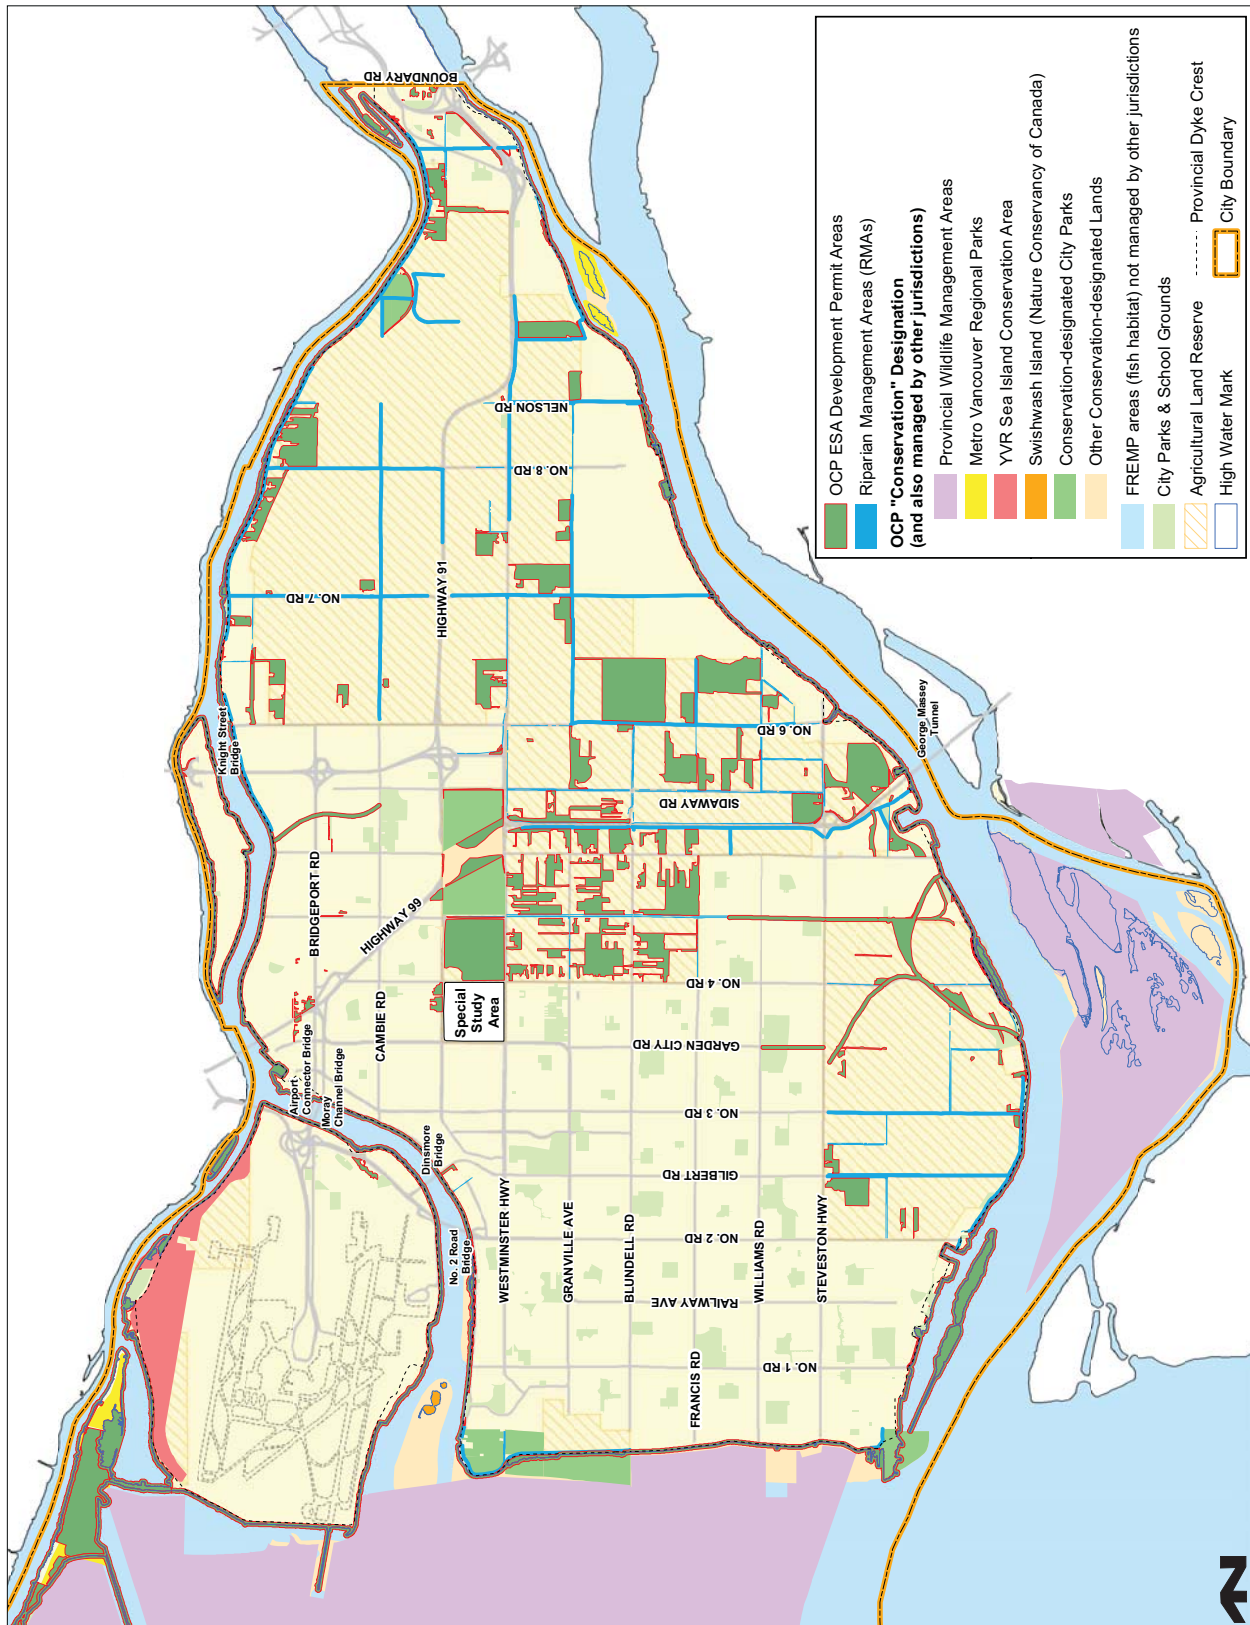 BOUNDARY RD
NELSON RD
NO. 8 RD
HIGHWAY 91
NO. 7 RD
Knight Street
Bridge
NO. 6 RD
George Massey
Tunnel
SIDAWAY RD
BRIDGEPORT RD
HIGHWAY 99
NO. 4 RD
Special
Study
Area
CAMBIE RD
GARDEN CITY RD
Airport
Connector Bridge
Moray
Channel Bridge
NO. 3 RD
Dinsmore
Bridge
GILBERT RD
No. 2 Road
Bridge
NO. 2 RD
WESTMINSTER HWY
GRANVILLE AVE
BLUNDELL RD
WILLIAMS RD
STEVESTON HWY
RAILWAY AVE
FRANCIS RD
NO. 1 RD
OCP ESA Development Permit Areas
Riparian Management Areas (RMAs)
OCP "Conservation" Designation
(and also managed by other jurisdictions)
Provincial Wildlife Management Areas
Metro Vancouver Regional Parks
YVR Sea Island Conservation Area
Swishwash Island (Nature Conservancy of Canada)
Conservation-designated City Parks
Other Conservation-designated Lands
FREMP areas (fish habitat) not managed by other jurisdictions
City Parks & School Grounds
Agricultural Land Reserve
Provincial Dyke Crest
High Water Mark
City Boundary
N